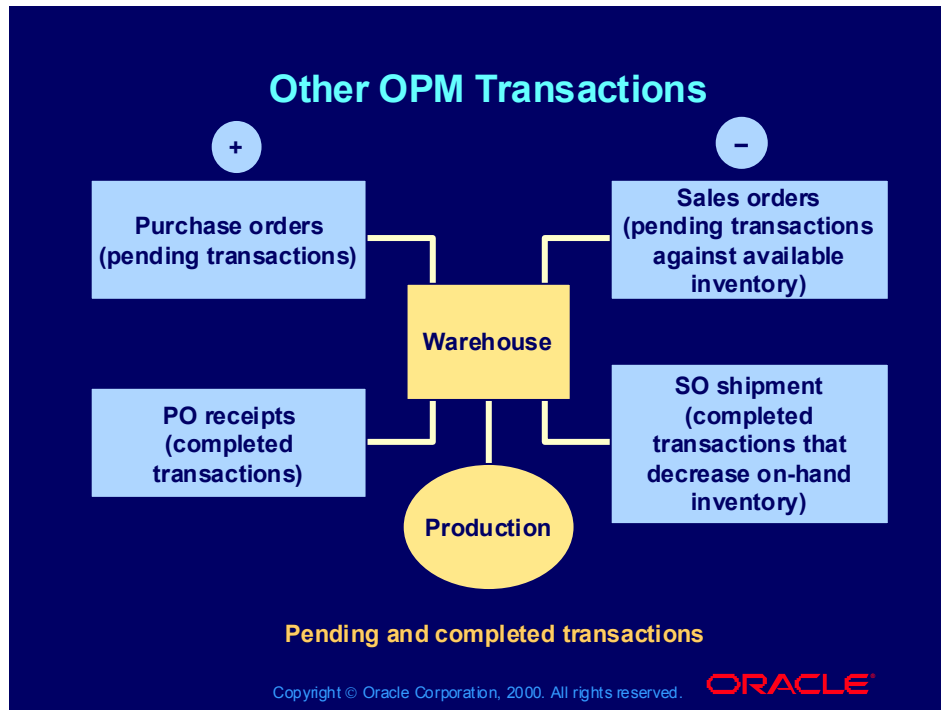 Other OPM Transactions
+
–
Purchase orders
(pending transactions)
Sales orders
(pending transactions
against available
inventory)
Warehouse
PO receipts
(completed
transactions)
SO shipment
(completed
transactions that
decrease on-hand
inventory)
Production
Pending and completed transactions
Copyright © Oracle Corporation, 2000. All rights reserved.
ORACLE®